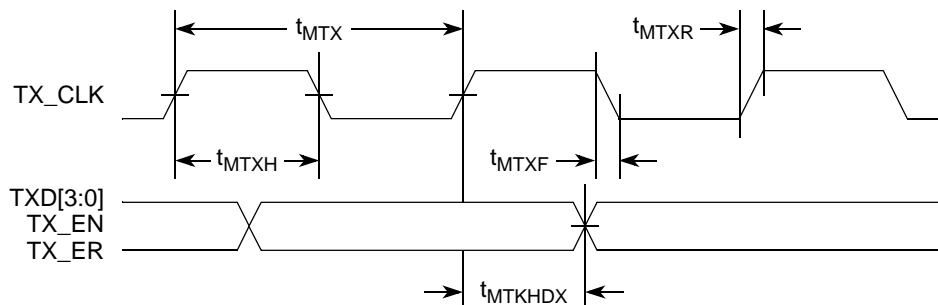 tMTX
tMTXR
TX_CLK
tMTXH
tMTXF
TXD[3:0]
TX_EN
TX_ER
tMTKHDX